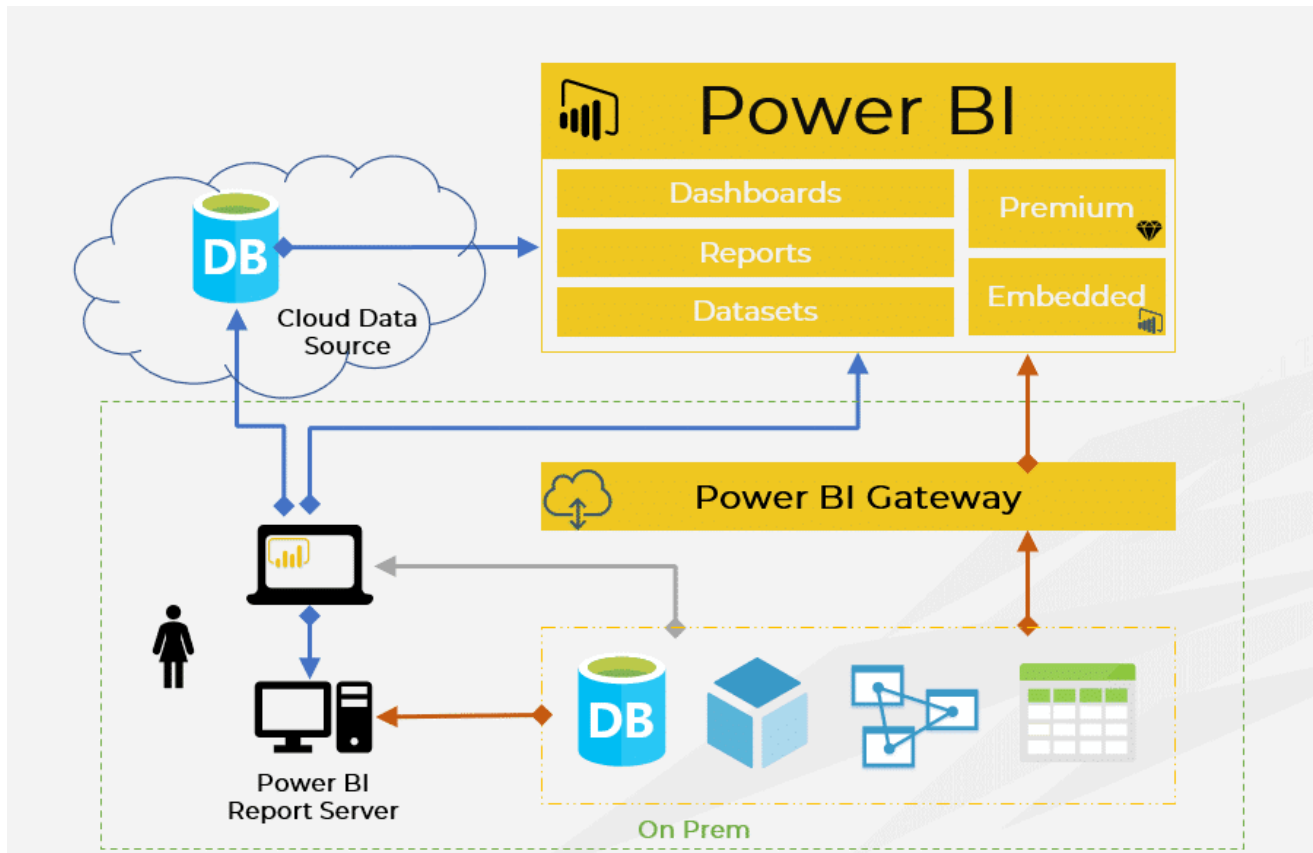 Power BI
Dashboards
Reports
Datasets
Premium
Embedded
DB
Cloud Data
Source
Power BI Gateway
DB
Power BI
Report Server
On Prem